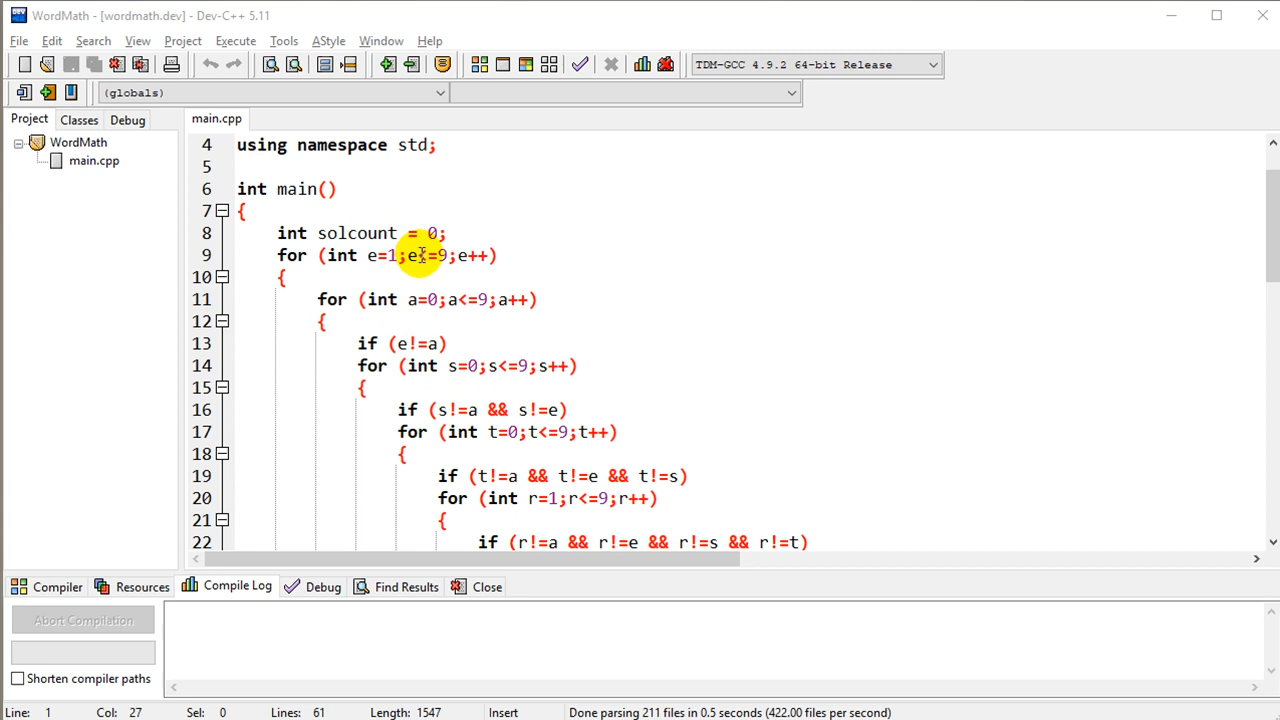 WordMath - [wordmath.dev] - Dev-C++ 5.11
File Edit Search View Project Execute Tools AStyle Window Help
TDM-GCC 4.9.2 64-bit Release
(globals)
Project Classes Debug
main.cpp
WordMath
main.cpp
4 using namespace std;
5
6 int main()
7 {
8 int solcount = 0;
9 for (int e=1;e<=9;e++)
10 {
11 for (int a=0;a<=9;a++)
12 {
13 if (e!=a)
14 for (int s=0;s<=9;s++)
15 {
16 if (s!=a && s!=e)
17 for (int t=0;t<=9;t++)
18 {
19 if (t!=a && t!=e && t!=s)
20 for (int r=1;r<=9;r++)
21 {
22 if (r!=a && r!=e && r!=s && r!=t)
Compiler Resources Compile Log Debug Find Results Close
Abort Compilation
Shorten compiler paths
Line: 1 Col: 27 Sel: 0 Lines: 61 Length: 1547 Insert Done parsing 211 files in 0.5 seconds (422.00 files per second)